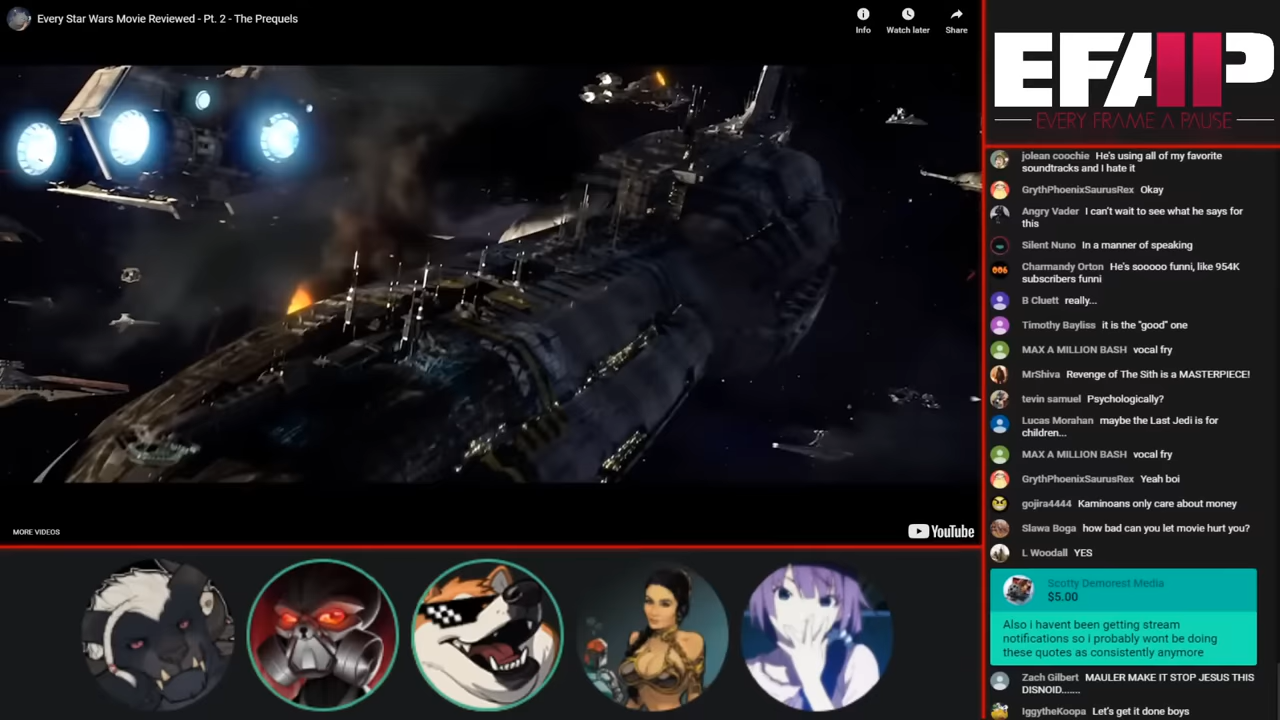 Every Star Wars Movie Reviewed - Pt. 2 - The Prequels
Info
Watch later
Share
MORE VIDEOS
YouTube
EFAP
EVERY FRAME A PAUSE
jolean coochie He's using all of my favorite
soundtracks and I hate it
GrythPhoenixSaurusRex Okay
Angry Vader I can't wait to see what he says for
this
Silent Nuno In a manner of speaking
Charmandy Orton He's sooooo funni, like 954K
subscribers funni
B Cluett really...
Timothy Bayliss it is the "good" one
MAX A MILLION BASH vocal fry
MrShiva Revenge of The Sith is a MASTERPIECE!
tevin samuel Psychologically?
Lucas Morahan maybe the Last Jedi is for
children...
MAX A MILLION BASH vocal fry
GrythPhoenixSaurusRex Yeah boi
gojira4444 Kaminoans only care about money
Slawa Boga how bad can you let movie hurt you?
L Woodall YES
Scotty Demorest Media
$5.00
Also i havent been getting stream
notifications so i probably wont be doing
these quotes as consistently anymore
Zach Gilbert MAULER MAKE IT STOP JESUS THIS
DISNOID.......
IggytheKoopa Let's get it done boys